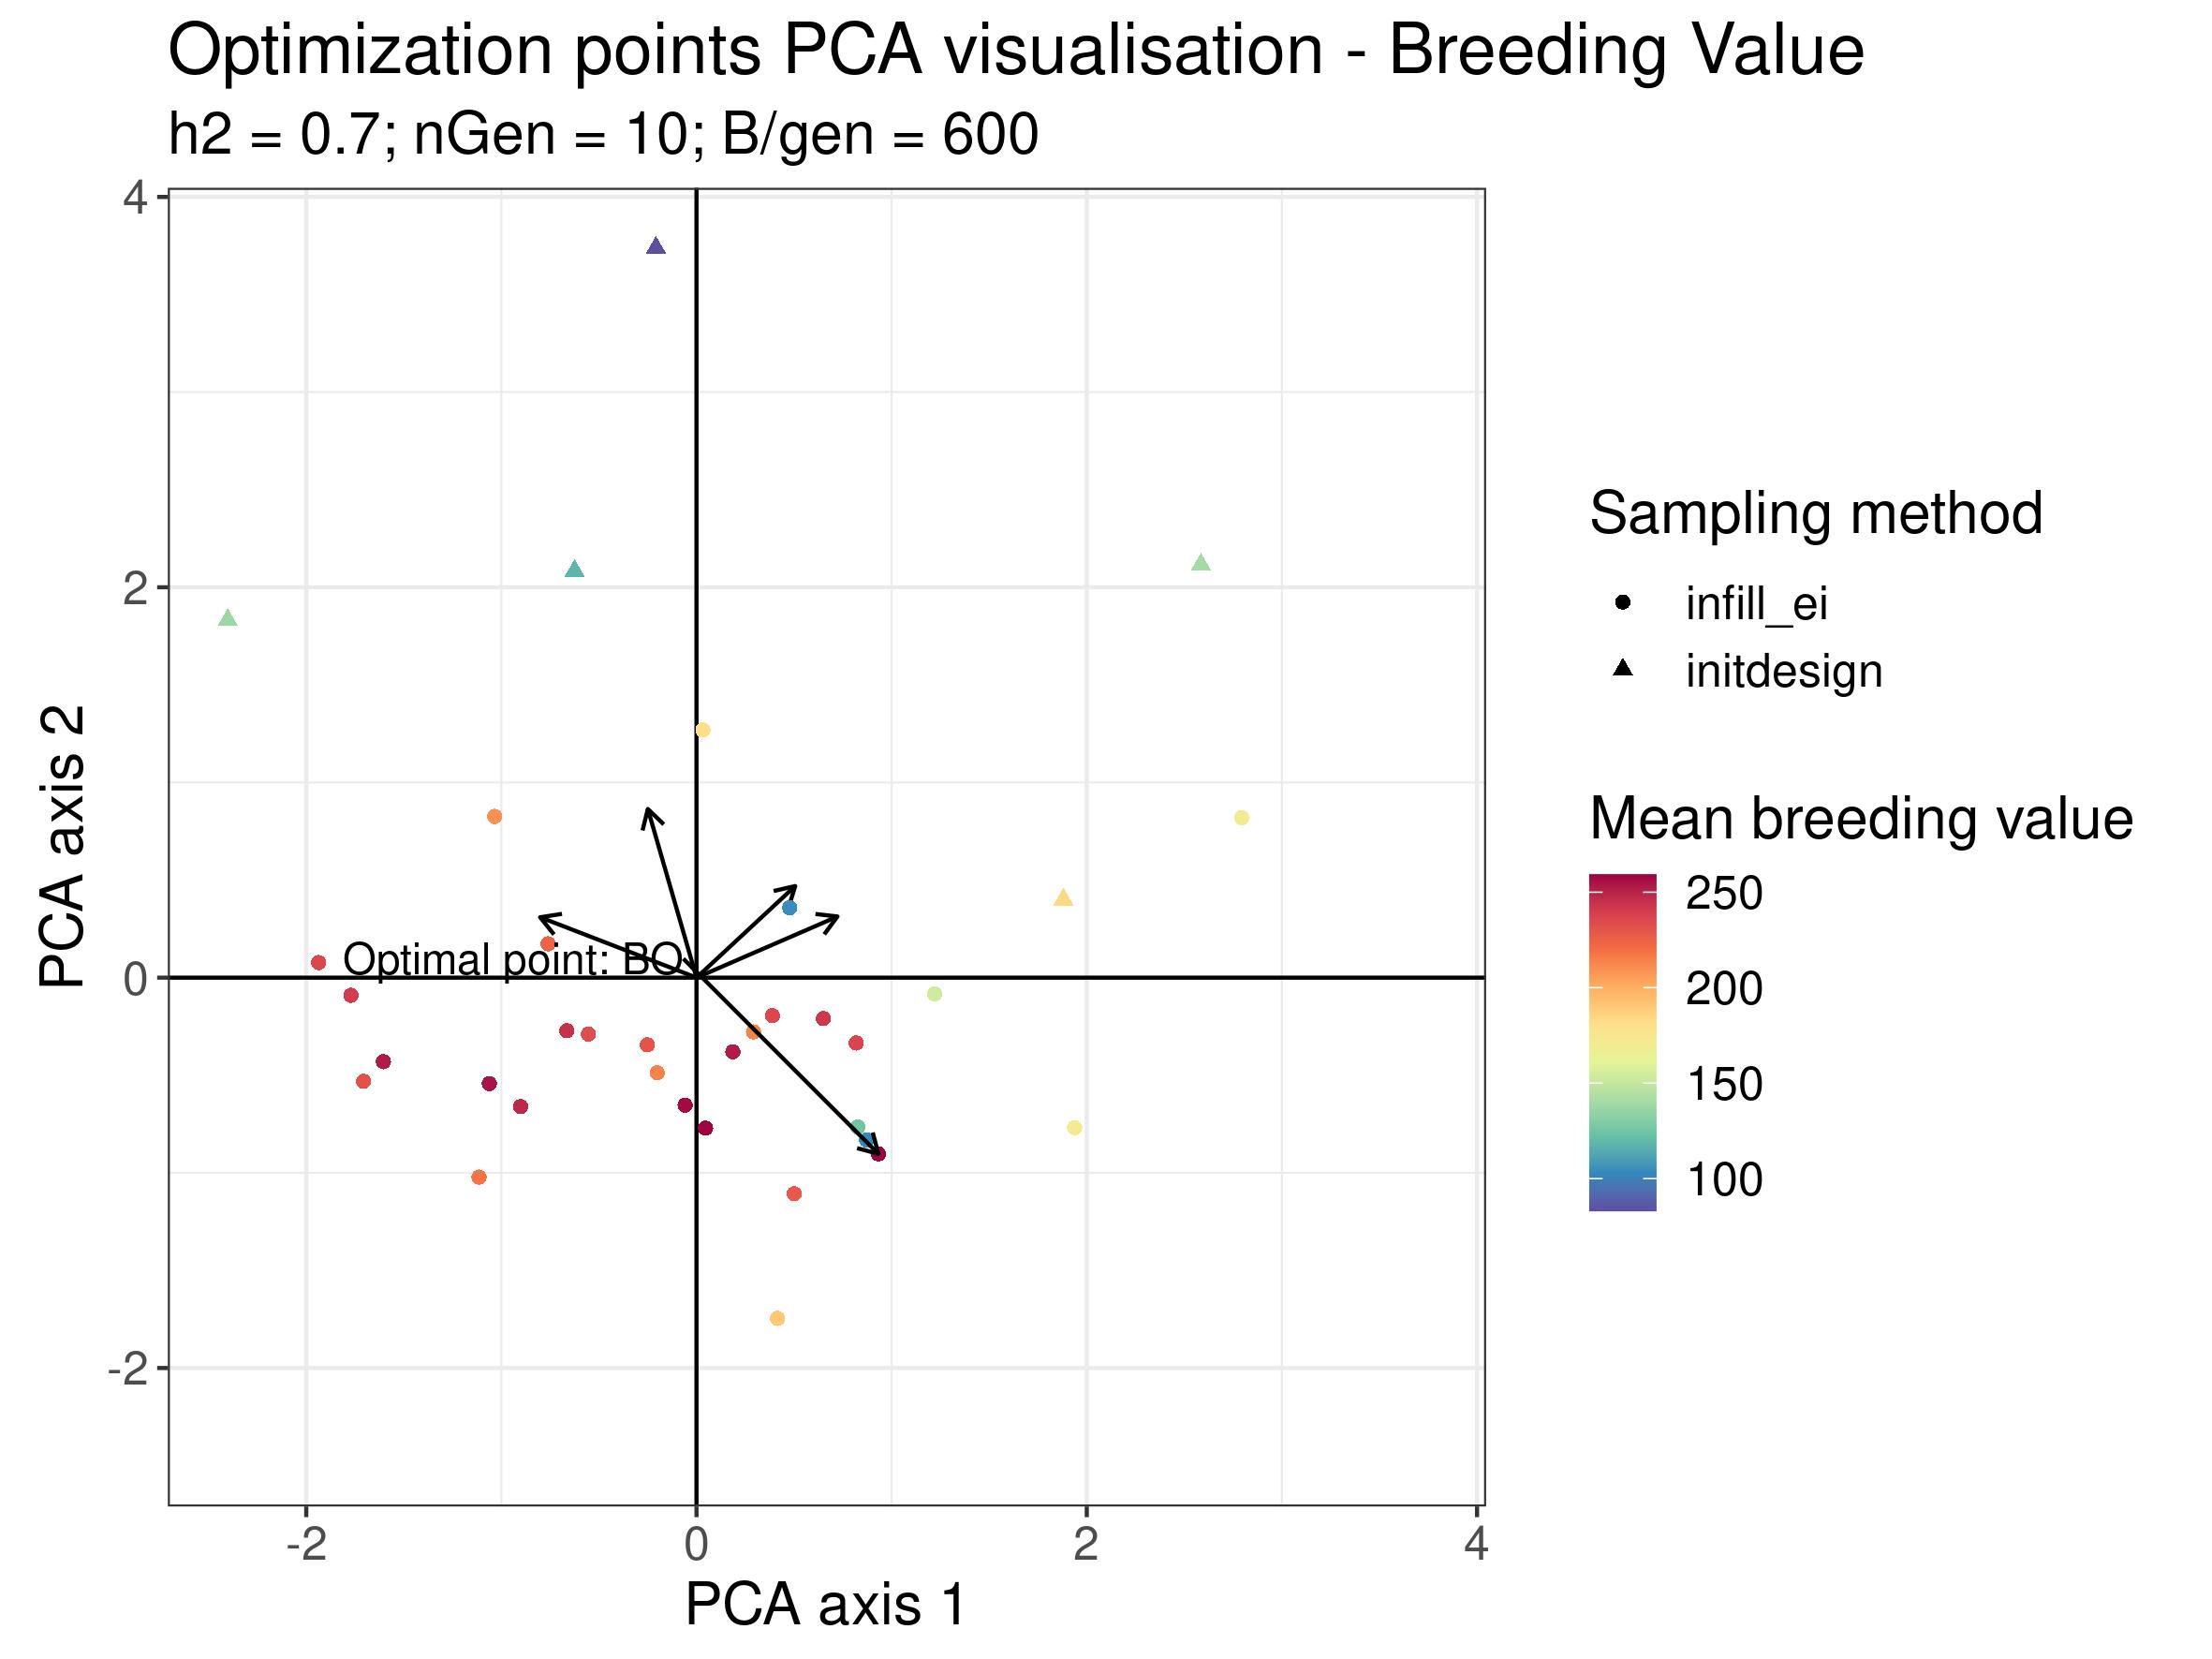 Optimization points PCA visualisation - Breeding Value
h2 = 0.7; nGen = 10; B/gen = 600
4
2
0
-2
PCA axis 2
Optimal point: BO
-2
0
2
4
PCA axis 1
Sampling method
infill_ei
initdesign
Mean breeding value
250
200
150
100